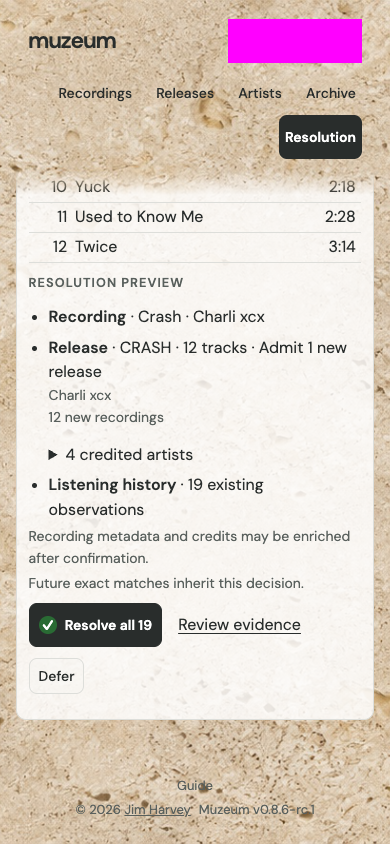 muzeum
Recordings Releases Artists Archive
Resolution
10 Yuck 2:18
11 Used to Know Me 2:28
12 Twice 3:14
RESOLUTION PREVIEW
• Recording · Crash · Charli xcx
• Release · CRASH · 12 tracks · Admit 1 new
release
Charli xcx
12 new recordings
▶ 4 credited artists
• Listening history · 19 existing
observations
Recording metadata and credits may be enriched
after confirmation.
Future exact matches inherit this decision.
Resolve all 19 Review evidence
Defer
Guide
© 2026 Jim Harvey Muzeum v0.8.6-rc.1